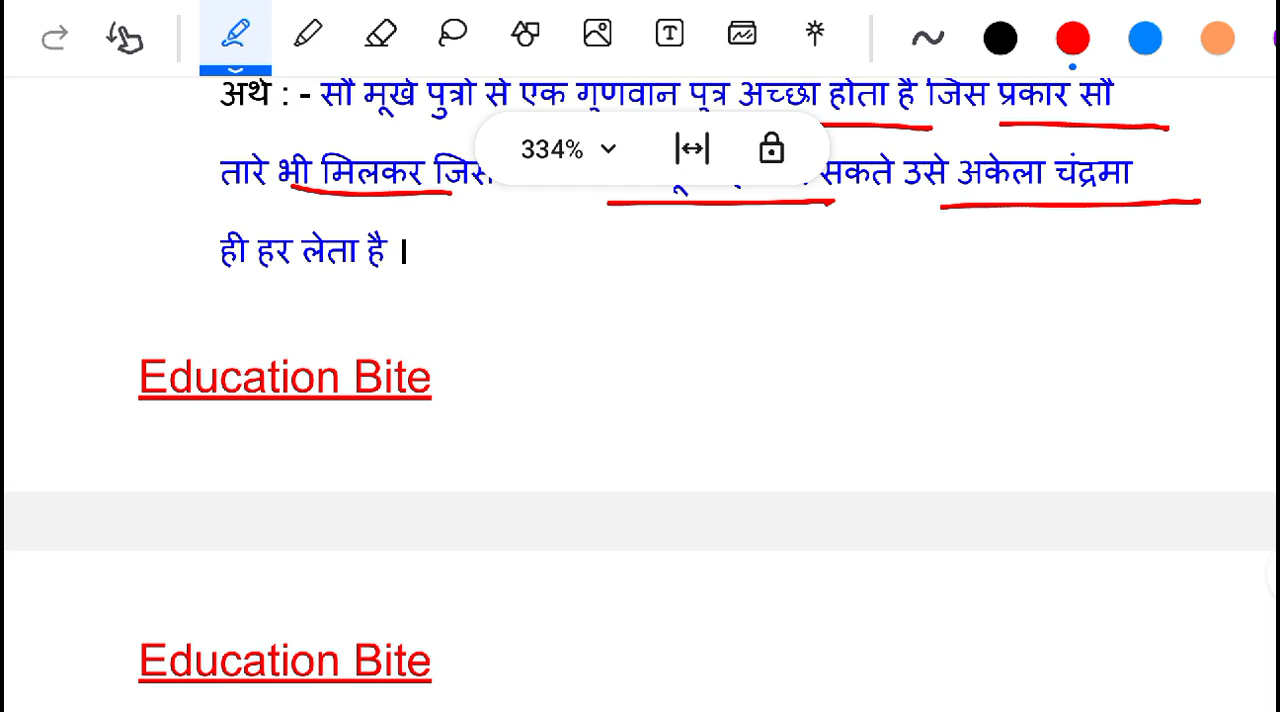 अर्थ : - सौ मूर्ख पुत्रो से एक गुणवान पुत्र अच्छा होता है जिस प्रकार सौ
334%
तारे भी मिलकर सकते उसे अकेला चंद्रमा
ही हर लेता है ।
Education Bite
Education Bite